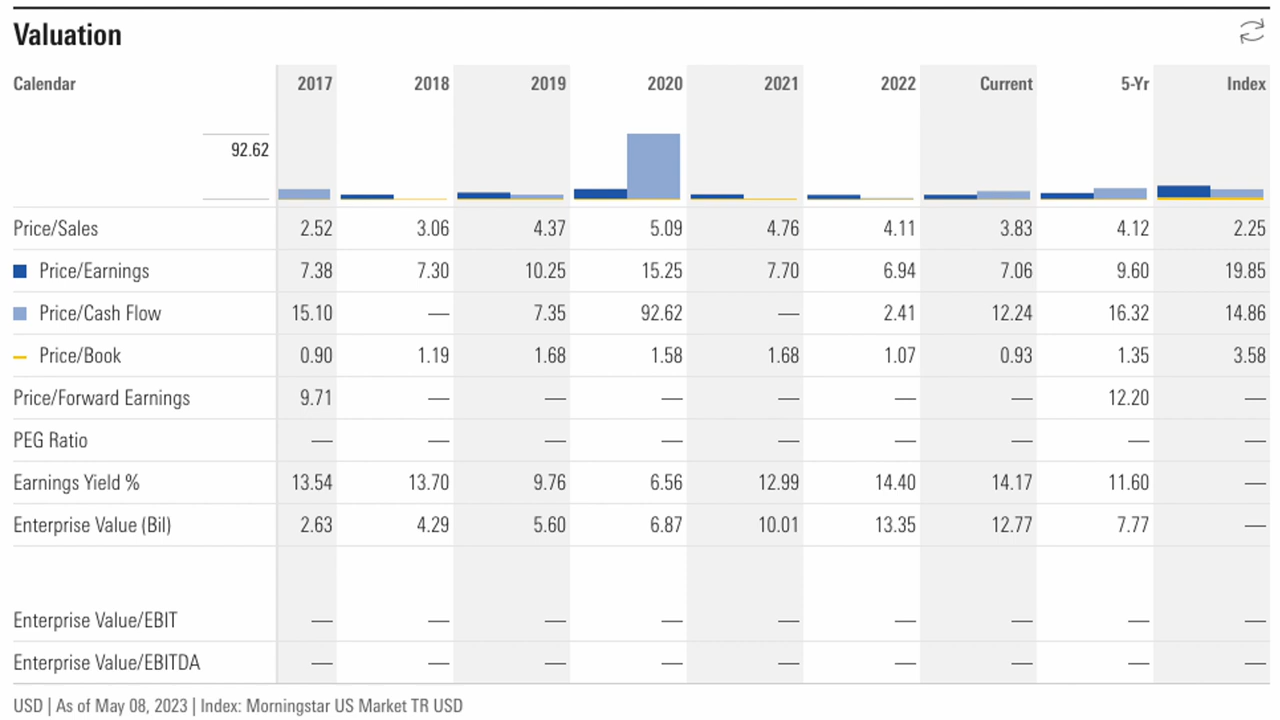 Valuation
Calendar 2017 2018 2019 2020 2021 2022 Current 5-Yr Index
92.62
Price/Sales 2.52 3.06 4.37 5.09 4.76 4.11 3.83 4.12 2.25
Price/Earnings 7.38 7.30 10.25 15.25 7.70 6.94 7.06 9.60 19.85
Price/Cash Flow 15.10 — 7.35 92.62 — 2.41 12.24 16.32 14.86
Price/Book 0.90 1.19 1.68 1.58 1.68 1.07 0.93 1.35 3.58
Price/Forward Earnings 9.71 — — — — — — 12.20 —
PEG Ratio — — — — — — — — —
Earnings Yield % 13.54 13.70 9.76 6.56 12.99 14.40 14.17 11.60 —
Enterprise Value (Bil) 2.63 4.29 5.60 6.87 10.01 13.35 12.77 7.77 —
Enterprise Value/EBIT — — — — — — — — —
Enterprise Value/EBITDA — — — — — — — — —
USD | As of May 08, 2023 | Index: Morningstar US Market TR USD